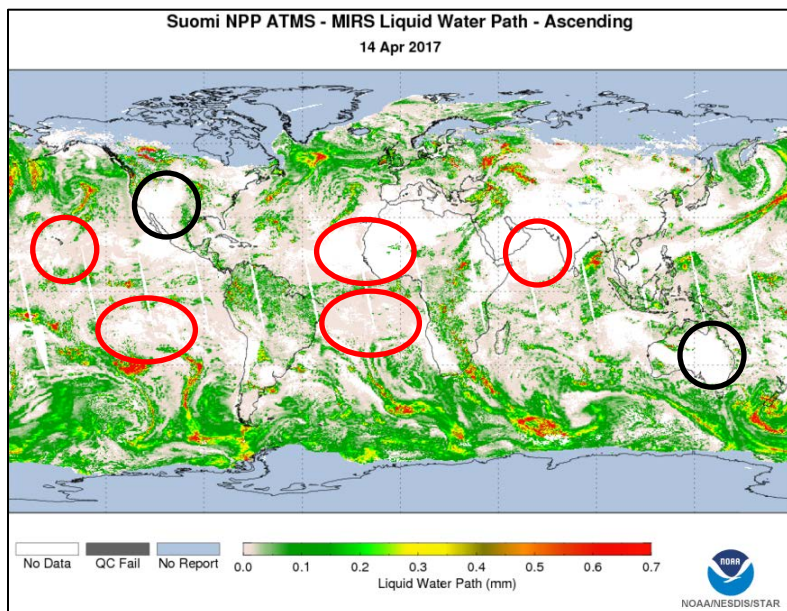 Suomi NPP ATMS - MIRS Liquid Water Path - Ascending
14 Apr 2017
No Data QC Fail No Report 0.0 0.1 0.2 0.3 0.4 0.5 0.6 0.7
Liquid Water Path (mm)
NOAA
NOAA/NESDIS/STAR